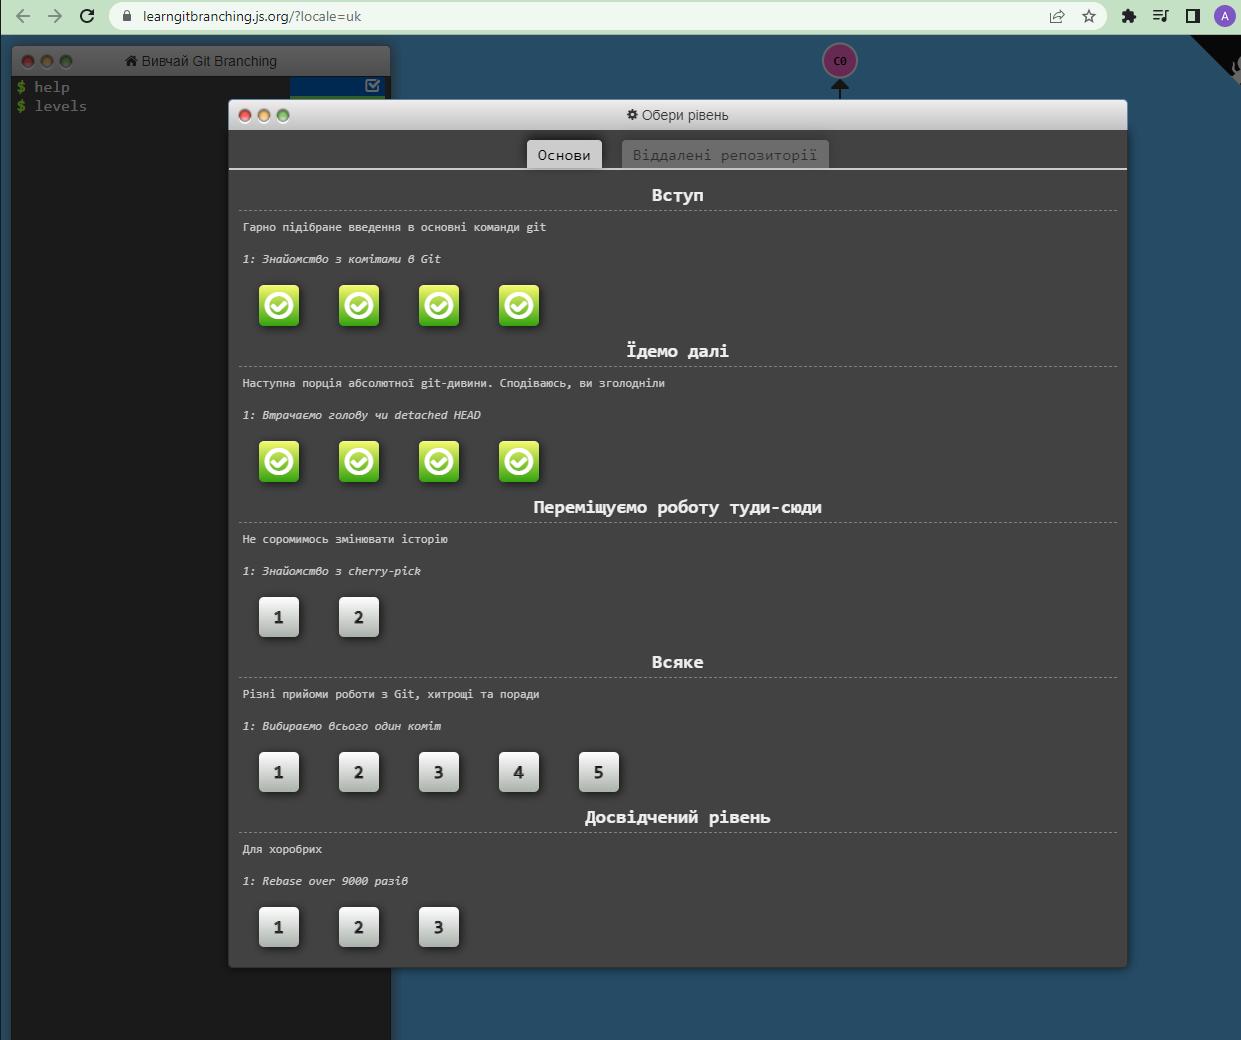 learngitbranching.js.org/?locale=uk
A
Вивчай Git Branching
$ help
$ levels
C0
Обери рівень
Основи
Віддалені репозиторії
Вступ
Гарно підібране введення в основні команди git
1: Знайомство з комітами в Git
Їдемо далі
Наступна порція абсолютної git-дивини. Сподіваюсь, ви зголодніли
1: Втрачаємо голову чи detached HEAD
Переміщуємо роботу туди-сюди
Не соромимось змінювати історію
1: Знайомство з cherry-pick
1 2
Всяке
Різні прийоми роботи з Git, хитрощі та поради
1: Вибираємо всього один коміт
1 2 3 4 5
Досвідчений рівень
Для хоробрих
1: Rebase over 9000 разів
1 2 3